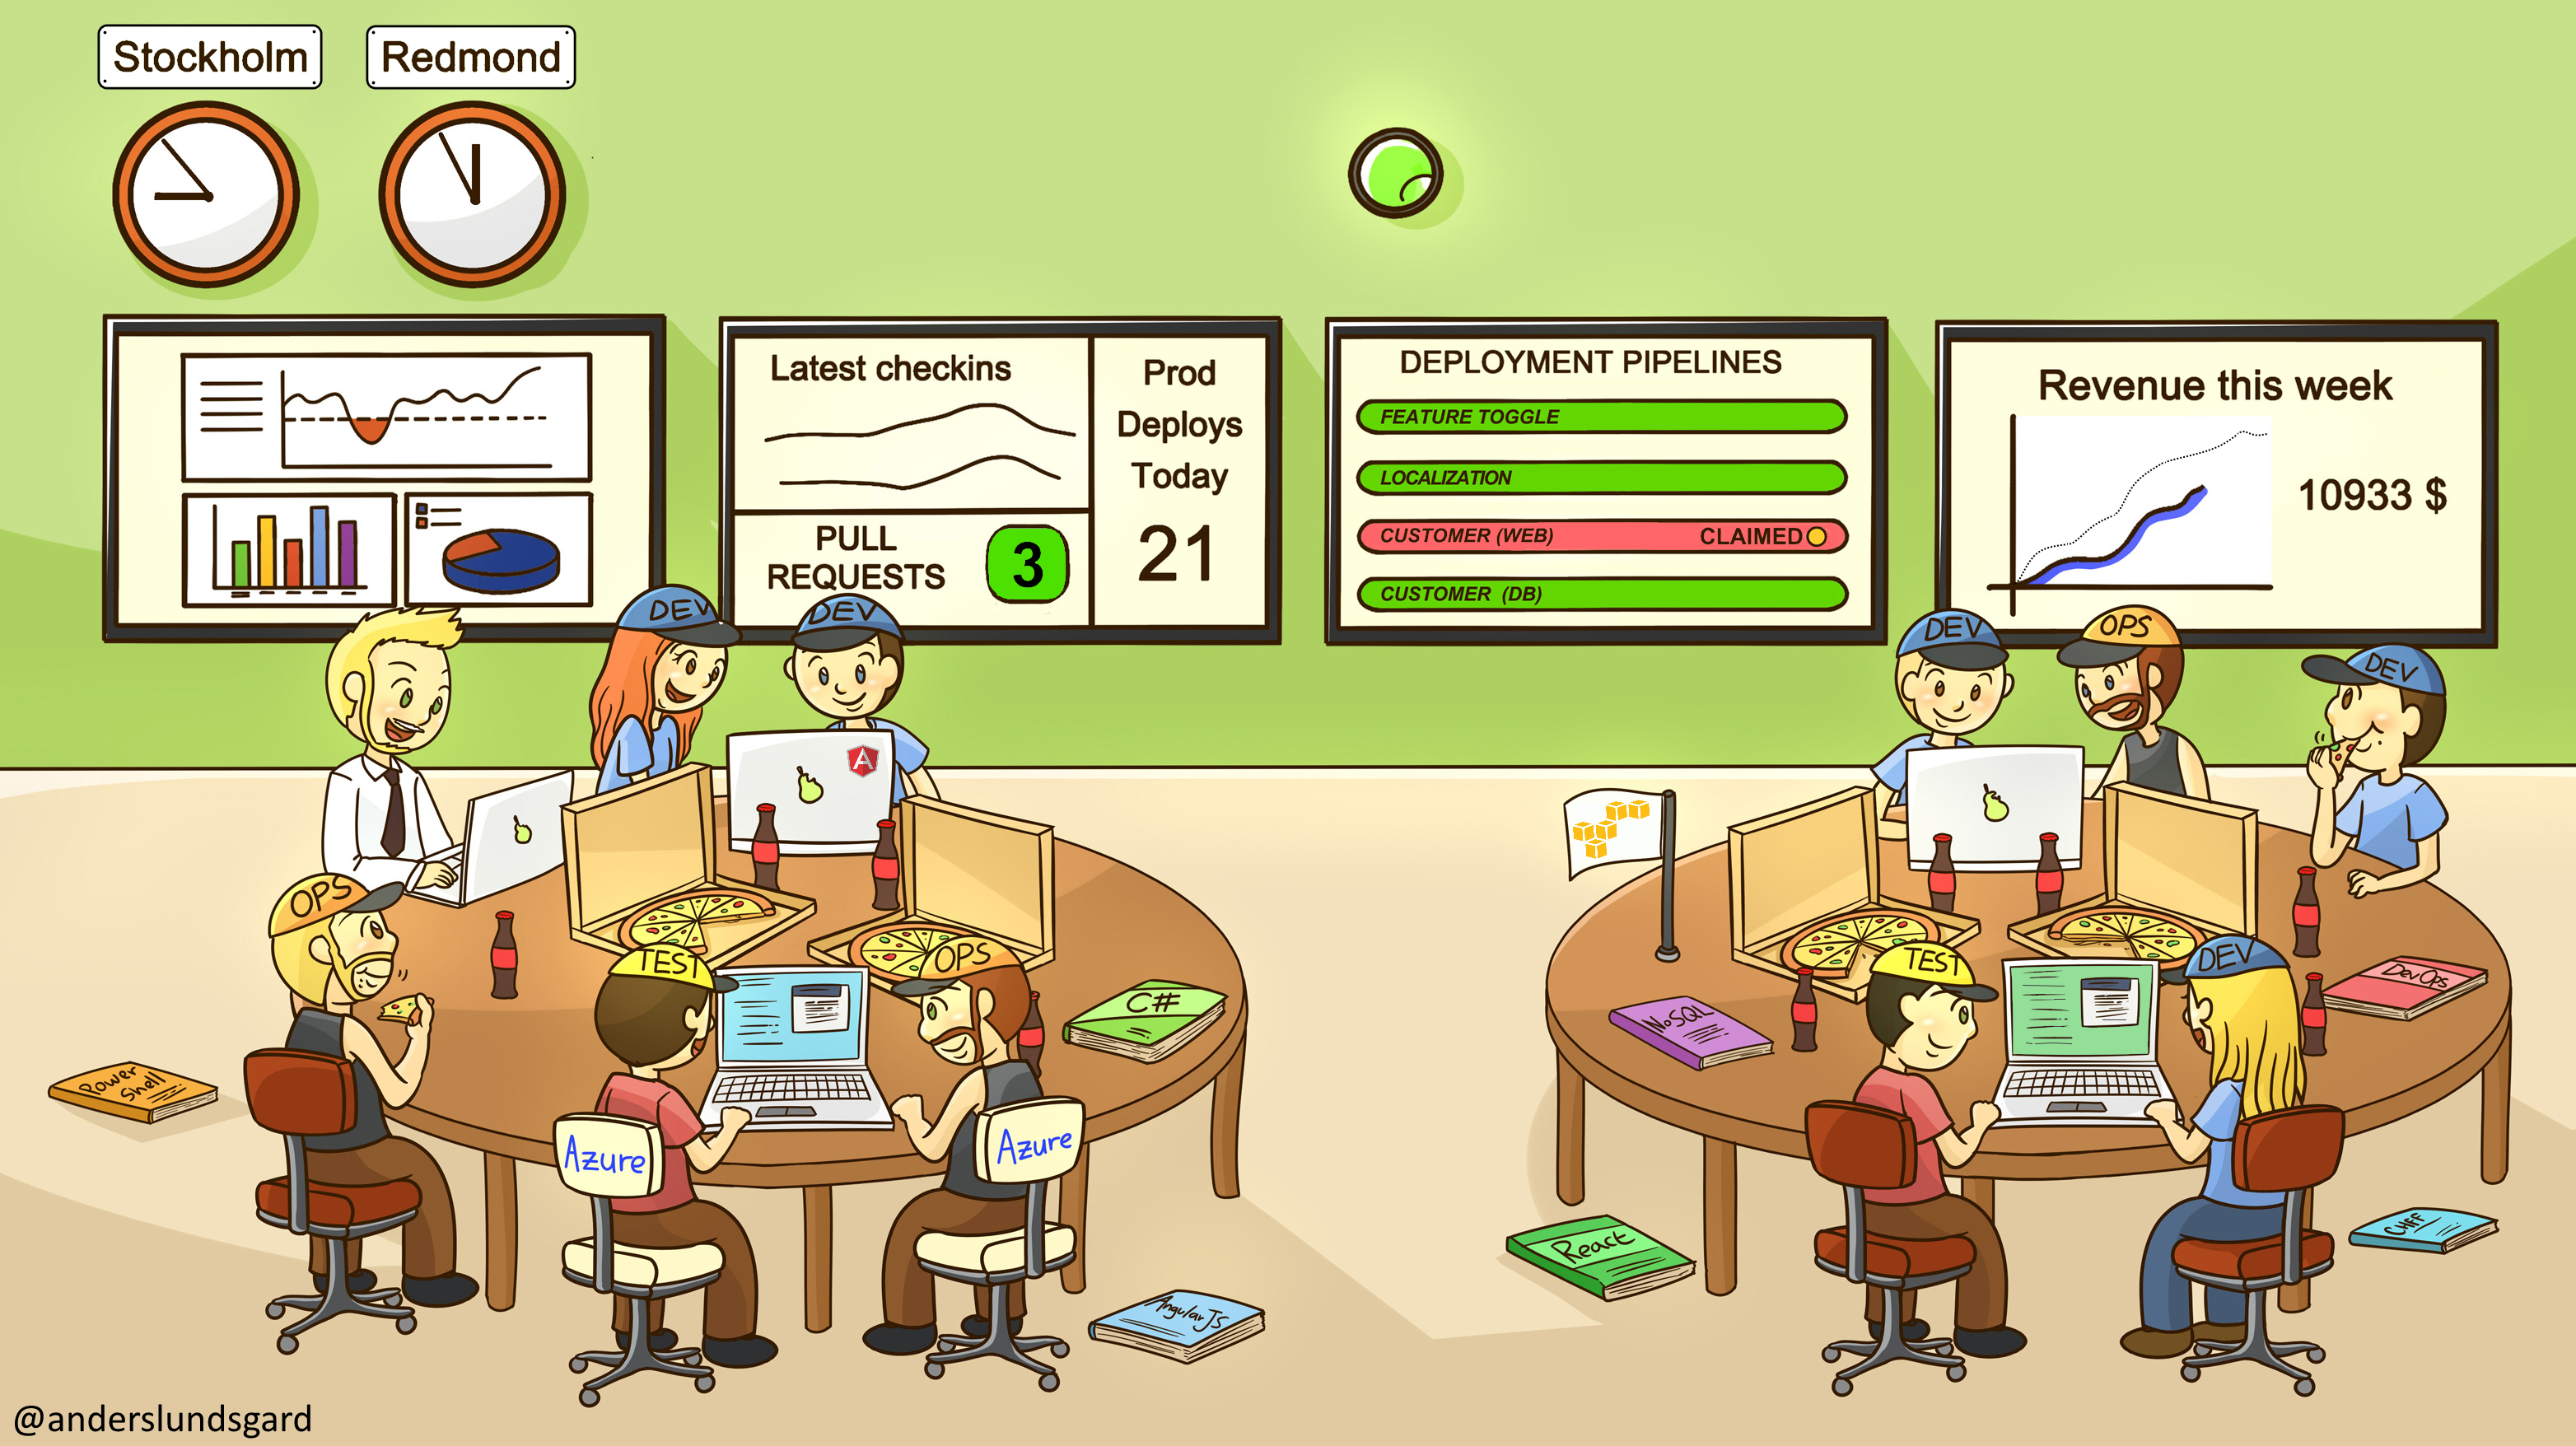 Stockholm
Redmond
Latest checkins
PULL
REQUESTS
3
Prod
Deploys
Today
21
DEPLOYMENT PIPELINES
FEATURE TOGGLE
LOCALIZATION
CUSTOMER (WEB) CLAIMED
CUSTOMER (DB)
Revenue this week
10933 $
DEV
DEV
DEV
OPS
DEV
A
OPS
TEST
OPS
TEST
DEV
C#
NoSQL
DevOps
Power
Shell
Azure
Azure
React
CHEF
AngularJS
@anderslundsgard